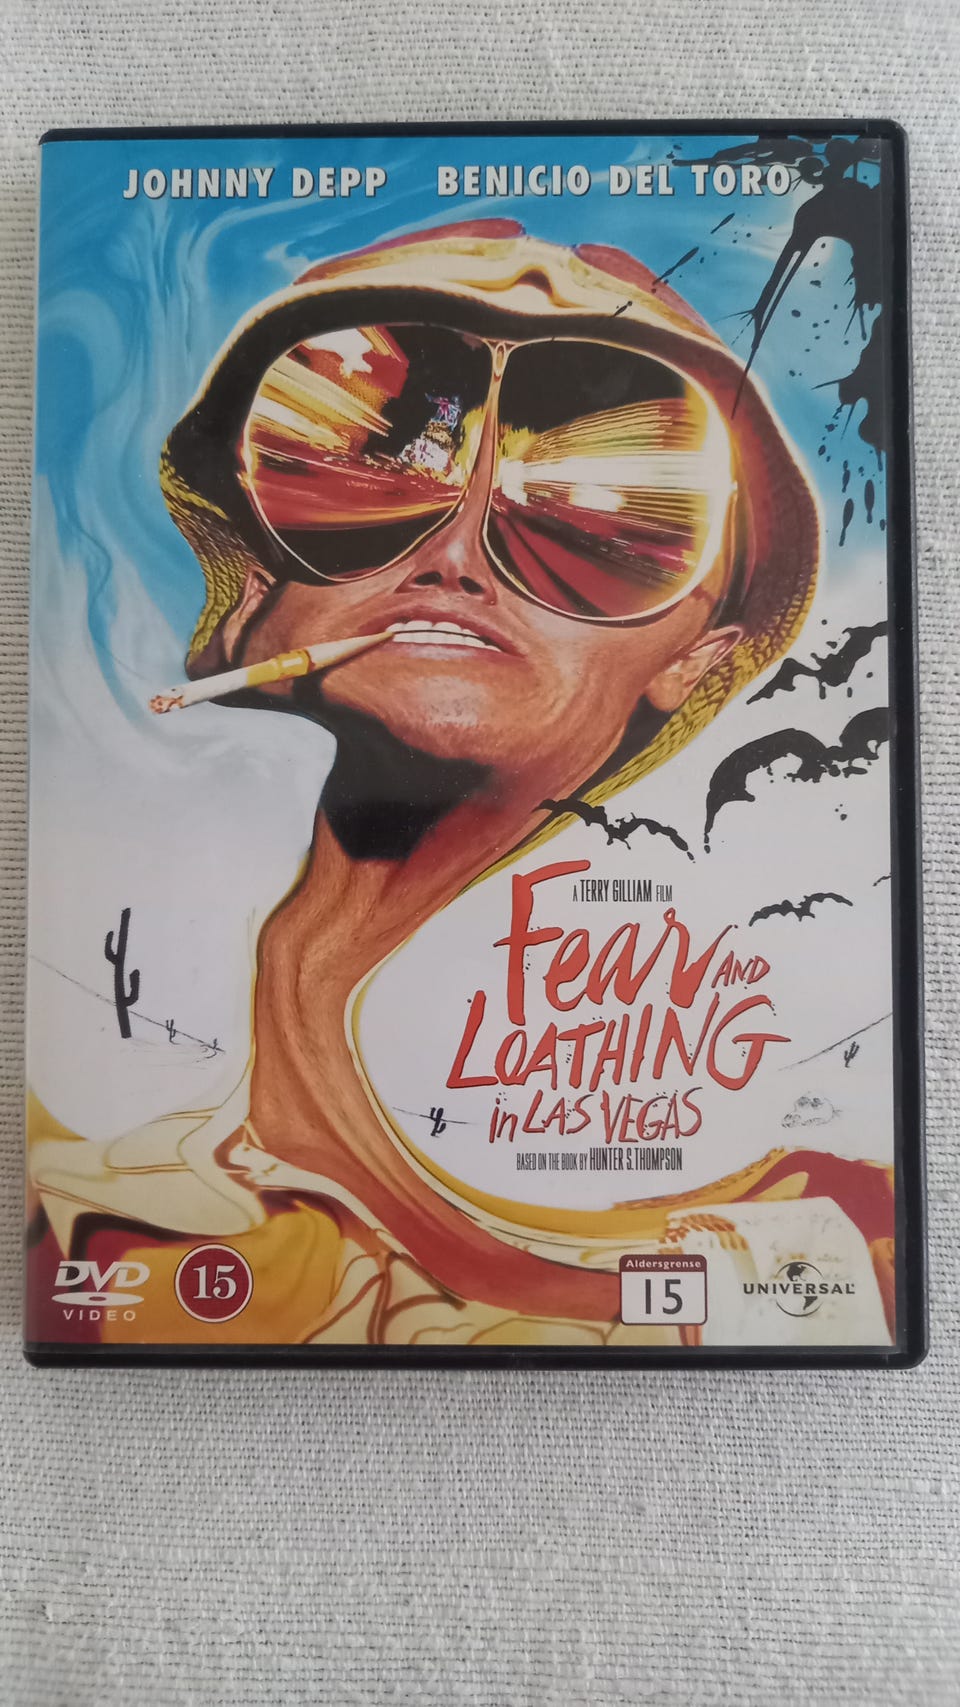 JOHNNY DEPP BENICIO DEL TORO
A TERRY GILLIAM FILM
Fear AND
LOATHING
in LAS VEGAS
BASED ON THE BOOK BY HUNTER S. THOMPSON
DVD
VIDEO
15
Aldersgrense
15
UNIVERSAL